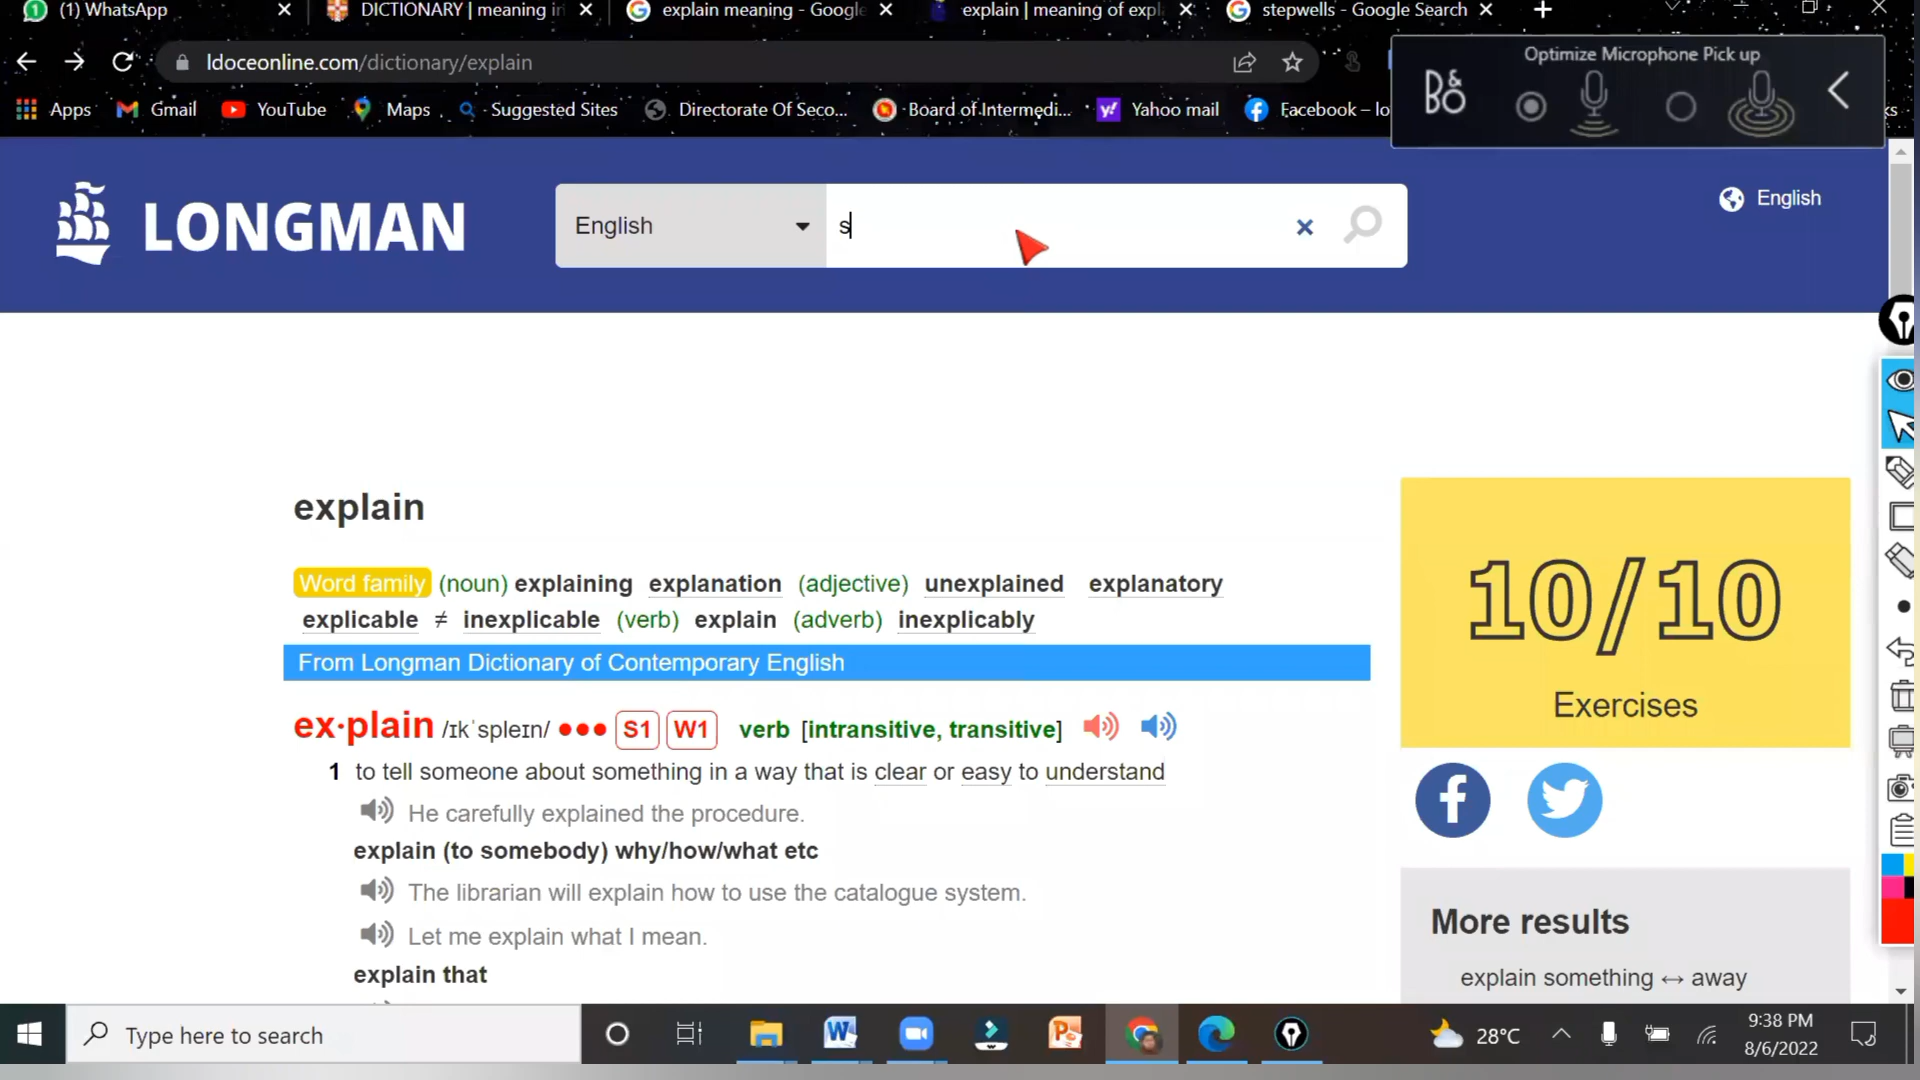 (1) WhatsApp
DICTIONARY | meaning in
explain meaning - Google
explain | meaning of expl
stepwells - Google Search
ldoceonline.com/dictionary/explain
Optimize Microphone Pick up
B&O
Apps
Gmail
YouTube
Maps
Suggested Sites
Directorate Of Seco...
Board of Intermedi...
Yahoo mail
Facebook – lo
ks
LONGMAN
English
s
English
explain
Word family (noun) explaining explanation (adjective) unexplained explanatory
explicable ≠ inexplicable (verb) explain (adverb) inexplicably
From Longman Dictionary of Contemporary English
ex‧plain /ɪkˈspleɪn/ ●●● S1 W1 verb [intransitive, transitive]
1 to tell someone about something in a way that is clear or easy to understand
He carefully explained the procedure.
explain (to somebody) why/how/what etc
The librarian will explain how to use the catalogue system.
Let me explain what I mean.
explain that
10/10
Exercises
More results
explain something ↔ away
Type here to search
28°C
9:38 PM
8/6/2022